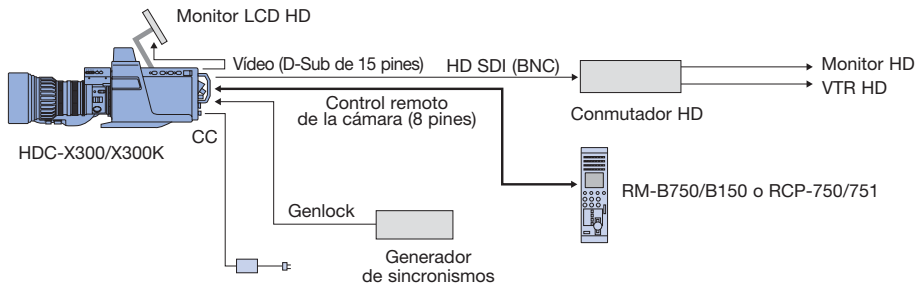 Monitor LCD HD
Vídeo (D-Sub de 15 pines)
HD SDI (BNC)
Monitor HD
VTR HD
Control remoto
de la cámara (8 pines)
Conmutador HD
CC
HDC-X300/X300K
RM-B750/B150 o RCP-750/751
Genlock
Generador
de sincronismos